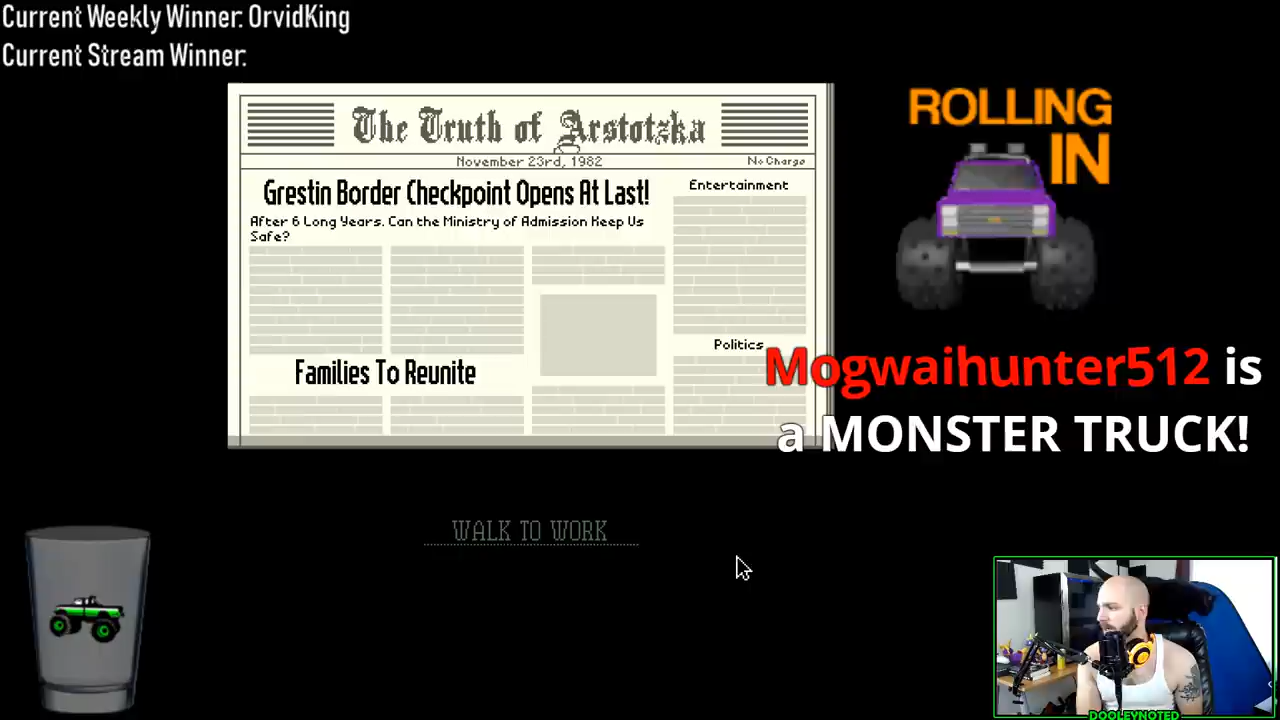 Current Weekly Winner: OrvidKing
Current Stream Winner:
The Truth of Arstotzka
November 23rd, 1982
No Charge
Grestin Border Checkpoint Opens At Last!
After 6 Long Years. Can the Ministry of Admission Keep Us
Safe?
Entertainment
Families To Reunite
Politics
ROLLING
IN
Mogwaihunter512 is
a MONSTER TRUCK!
WALK TO WORK
DOOLEYNOTED